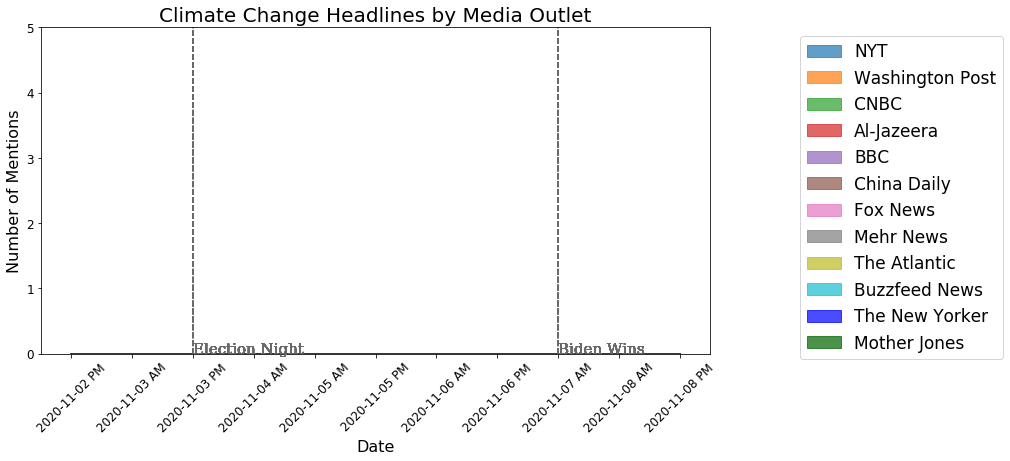 Climate Change Headlines by Media Outlet
Number of Mentions
5
4
3
2
1
0
Election Night
Biden Wins
2020-11-02 PM
2020-11-03 AM
2020-11-03 PM
2020-11-04 AM
2020-11-05 AM
2020-11-05 PM
2020-11-06 AM
2020-11-06 PM
2020-11-07 AM
2020-11-08 AM
2020-11-08 PM
Date
NYT
Washington Post
CNBC
Al-Jazeera
BBC
China Daily
Fox News
Mehr News
The Atlantic
Buzzfeed News
The New Yorker
Mother Jones